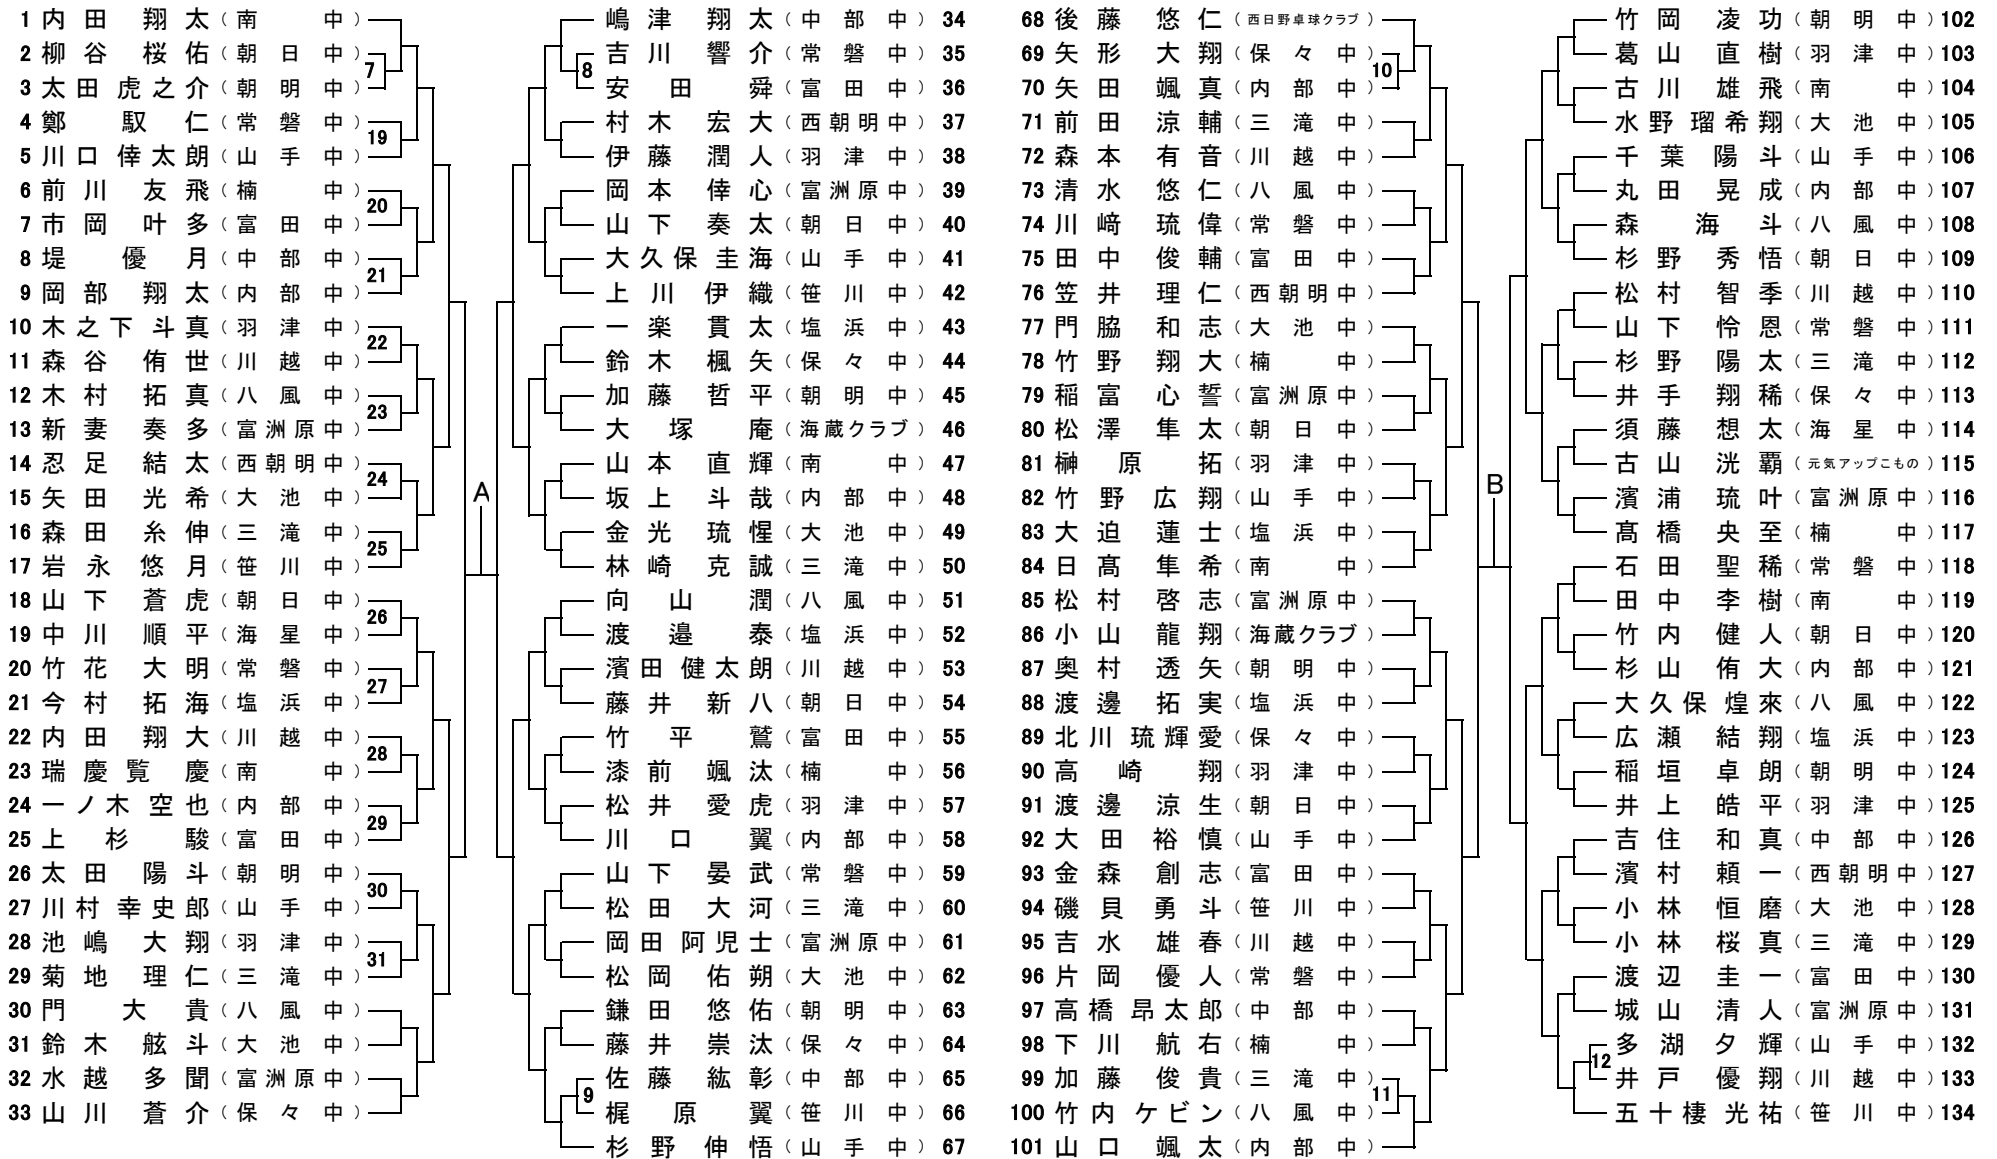 1 内田 翔太 (南 中)
2 柳谷 桜佑 (朝日中)
3 太田 虎之介 (朝明中)
7
4 鄭 馭仁 (常磐中)
5 川口 倖太朗 (山手中)
19
6 前川 友飛 (楠 中)
7 市岡 叶多 (富田中)
20
8 堤 優月 (中部中)
9 岡部 翔太 (内部中)
21
10 木之下 斗真 (羽津中)
11 森谷 侑世 (川越中)
22
12 木村 拓真 (八風中)
13 新妻 奏多 (富洲原中)
23
14 忍足 結太 (西朝明中)
15 矢田 光希 (大池中)
24
16 森田 糸伸 (三滝中)
17 岩永 悠月 (笹川中)
25
18 山下 蒼虎 (朝日中)
19 中川 順平 (海星中)
26
20 竹花 大明 (常磐中)
21 今村 拓海 (塩浜中)
27
22 内田 翔大 (川越中)
23 瑞慶覧 慶 (南 中)
28
24 一ノ木 空也 (内部中)
25 上杉 駿 (富田中)
29
26 太田 陽斗 (朝明中)
27 川村 幸史郎 (山手中)
30
28 池嶋 大翔 (羽津中)
29 菊地 理仁 (三滝中)
31
30 門 大貴 (八風中)
31 鈴木 舷斗 (大池中)
32 水越 多聞 (富洲原中)
33 山川 蒼介 (保々中)
A
嶋津 翔太 (中部中) 34
吉川 響介 (常磐中) 35
安田 舜 (富田中) 36
8
村木 宏大 (西朝明中) 37
伊藤 潤人 (羽津中) 38
岡本 倖心 (富洲原中) 39
山下 奏太 (朝日中) 40
大久保 圭海 (山手中) 41
上川 伊織 (笹川中) 42
一楽 貫太 (塩浜中) 43
鈴木 楓矢 (保々中) 44
加藤 哲平 (朝明中) 45
大塚 庵 (海蔵クラブ) 46
山本 直輝 (南 中) 47
坂上 斗哉 (内部中) 48
金光 琉惺 (大池中) 49
林崎 克誠 (三滝中) 50
向山 潤 (八風中) 51
渡邉 泰 (塩浜中) 52
濱田 健太朗 (川越中) 53
藤井 新八 (朝日中) 54
竹平 鷲 (富田中) 55
漆前 颯汰 (楠 中) 56
松井 愛虎 (羽津中) 57
川口 翼 (内部中) 58
山下 晏武 (常磐中) 59
松田 大河 (三滝中) 60
岡田 阿児士 (富洲原中) 61
松岡 佑朔 (大池中) 62
鎌田 悠佑 (朝明中) 63
藤井 崇汰 (保々中) 64
佐藤 紘彰 (中部中) 65
梶原 翼 (笹川中) 66
9
杉野 伸悟 (山手中) 67
68 後藤 悠仁 (西日野卓球クラブ)
69 矢形 大翔 (保々中)
70 矢田 颯真 (内部中)
10
71 前田 涼輔 (三滝中)
72 森本 有音 (川越中)
73 清水 悠仁 (八風中)
74 川﨑 琉偉 (常磐中)
75 田中 俊輔 (富田中)
76 笠井 理仁 (西朝明中)
77 門脇 和志 (大池中)
78 竹野 翔大 (楠 中)
79 稲富 心誓 (富洲原中)
80 松澤 隼太 (朝日中)
81 榊原 拓 (羽津中)
82 竹野 広翔 (山手中)
83 大迫 蓮士 (塩浜中)
84 日髙 隼希 (南 中)
85 松村 啓志 (富洲原中)
86 小山 龍翔 (海蔵クラブ)
87 奥村 透矢 (朝明中)
88 渡邊 拓実 (塩浜中)
89 北川 琉輝愛 (保々中)
90 高崎 翔 (羽津中)
91 渡邊 涼生 (朝日中)
92 大田 裕慎 (山手中)
93 金森 創志 (富田中)
94 磯貝 勇斗 (笹川中)
95 吉水 雄春 (川越中)
96 片岡 優人 (常磐中)
97 高橋 昂太郎 (中部中)
98 下川 航右 (楠 中)
99 加藤 俊貴 (三滝中)
100 竹内 ケビン (八風中)
11
101 山口 颯太 (内部中)
B
竹岡 凌功 (朝明中) 102
葛山 直樹 (羽津中) 103
古川 雄飛 (南 中) 104
水野 瑠希翔 (大池中) 105
千葉 陽斗 (山手中) 106
丸田 晃成 (内部中) 107
森 海斗 (八風中) 108
杉野 秀悟 (朝日中) 109
松村 智季 (川越中) 110
山下 怜恩 (常磐中) 111
杉野 陽太 (三滝中) 112
井手 翔稀 (保々中) 113
須藤 想太 (海星中) 114
古山 洸覇 (元気アップこもの) 115
濱浦 琉叶 (富洲原中) 116
髙橋 央至 (楠 中) 117
石田 聖稀 (常磐中) 118
田中 李樹 (南 中) 119
竹内 健人 (朝日中) 120
杉山 侑大 (内部中) 121
大久保 煌來 (八風中) 122
広瀬 結翔 (塩浜中) 123
稲垣 卓朗 (朝明中) 124
井上 皓平 (羽津中) 125
吉住 和真 (中部中) 126
濱村 頼一 (西朝明中) 127
小林 恒磨 (大池中) 128
小林 桜真 (三滝中) 129
渡辺 圭一 (富田中) 130
城山 清人 (富洲原中) 131
多湖 夕輝 (山手中) 132
12
井戸 優翔 (川越中) 133
五十棲 光祐 (笹川中) 134